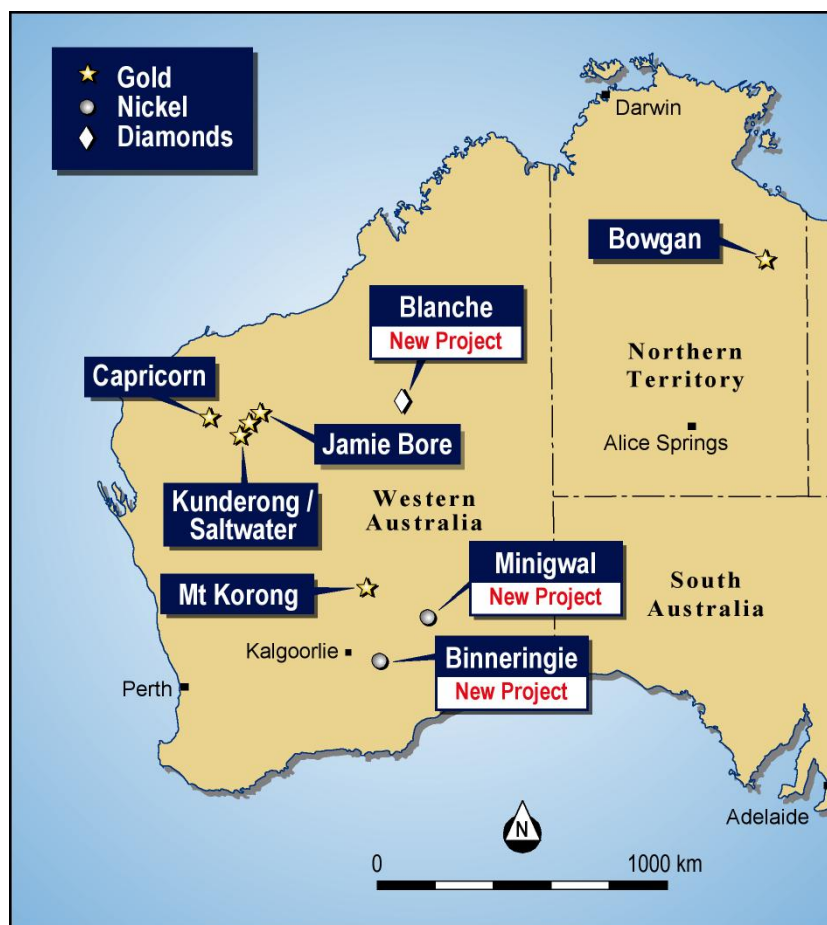 Gold
Nickel
Diamonds
Darwin
Bowgan
Blanche
New Project
Northern
Territory
Capricorn
Jamie Bore
Alice Springs
Kunderong /
Saltwater
Western
Australia
Minigwal
New Project
South
Australia
Mt Korong
Kalgoorlie
Binneringie
New Project
Perth
Adelaide
N
0
1000 km